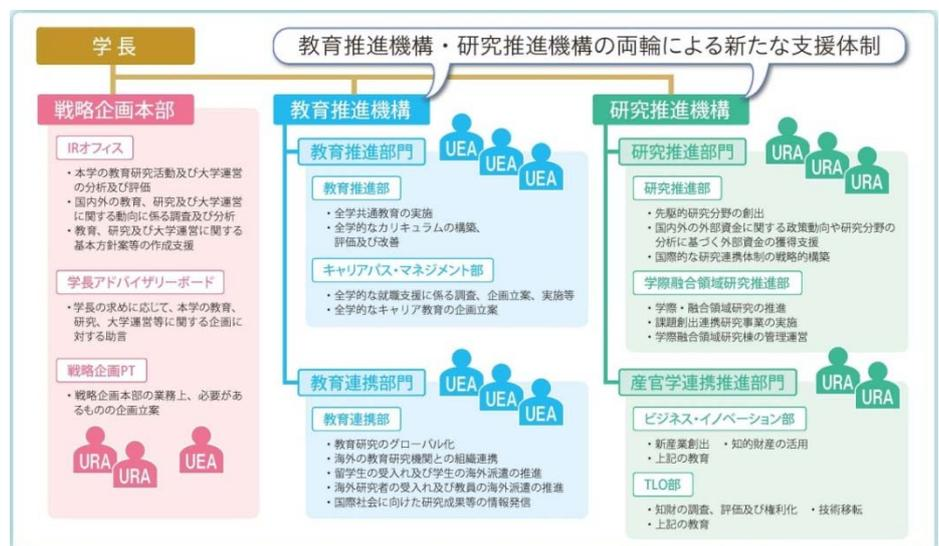 学長
教育推進機構・研究推進機構の両輪による新たな支援体制
戦略企画本部
IRオフィス
・本学の教育研究活動及び大学運営
の分析及び評価
・国内外の教育、研究及び大学運営
に関する動向に係る調査及び分析
・教育、研究及び大学運営に関する
基本方針案等の作成支援
学長アドバイザリーボード
・学長の求めに応じて、本学の教育、
研究、大学運営等に関する企画に
対する助言
戦略企画PT
・戦略企画本部の業務上、必要があ
るものの企画立案
URA
URA
UEA
教育推進機構
教育推進部門
UEA
UEA
UEA
教育推進部
・全学共通教育の実施
・全学的なカリキュラムの構築、
評価及び改善
キャリアパス・マネジメント部
・全学的な就職支援に係る調査、企画立案、実施等
・全学的なキャリア教育の企画立案
教育連携部門
UEA
UEA
UEA
教育連携部
・教育研究のグローバル化
・海外の教育研究機関との組織連携
・留学生の受入れ及び学生の海外派遣の推進
・海外研究者の受入れ及び教員の海外派遣の推進
・国際社会に向けた研究成果等の情報発信
研究推進機構
研究推進部門
URA
URA
URA
研究推進部
・先駆的研究分野の創出
・国内外の外部資金に関する政策動向や研究分野の
分析に基づく外部資金の獲得支援
・国際的な研究連携体制の戦略的構築
学際融合領域研究推進部
・学際・融合領域研究の推進
・課題創出連携研究事業の実施
・学際融合領域研究棟の管理運営
産官学連携推進部門
URA
URA
ビジネス・イノベーション部
・新産業創出 ・知的財産の活用
・上記の教育
TLO部
・知財の調査、評価及び権利化 ・技術移転
・上記の教育